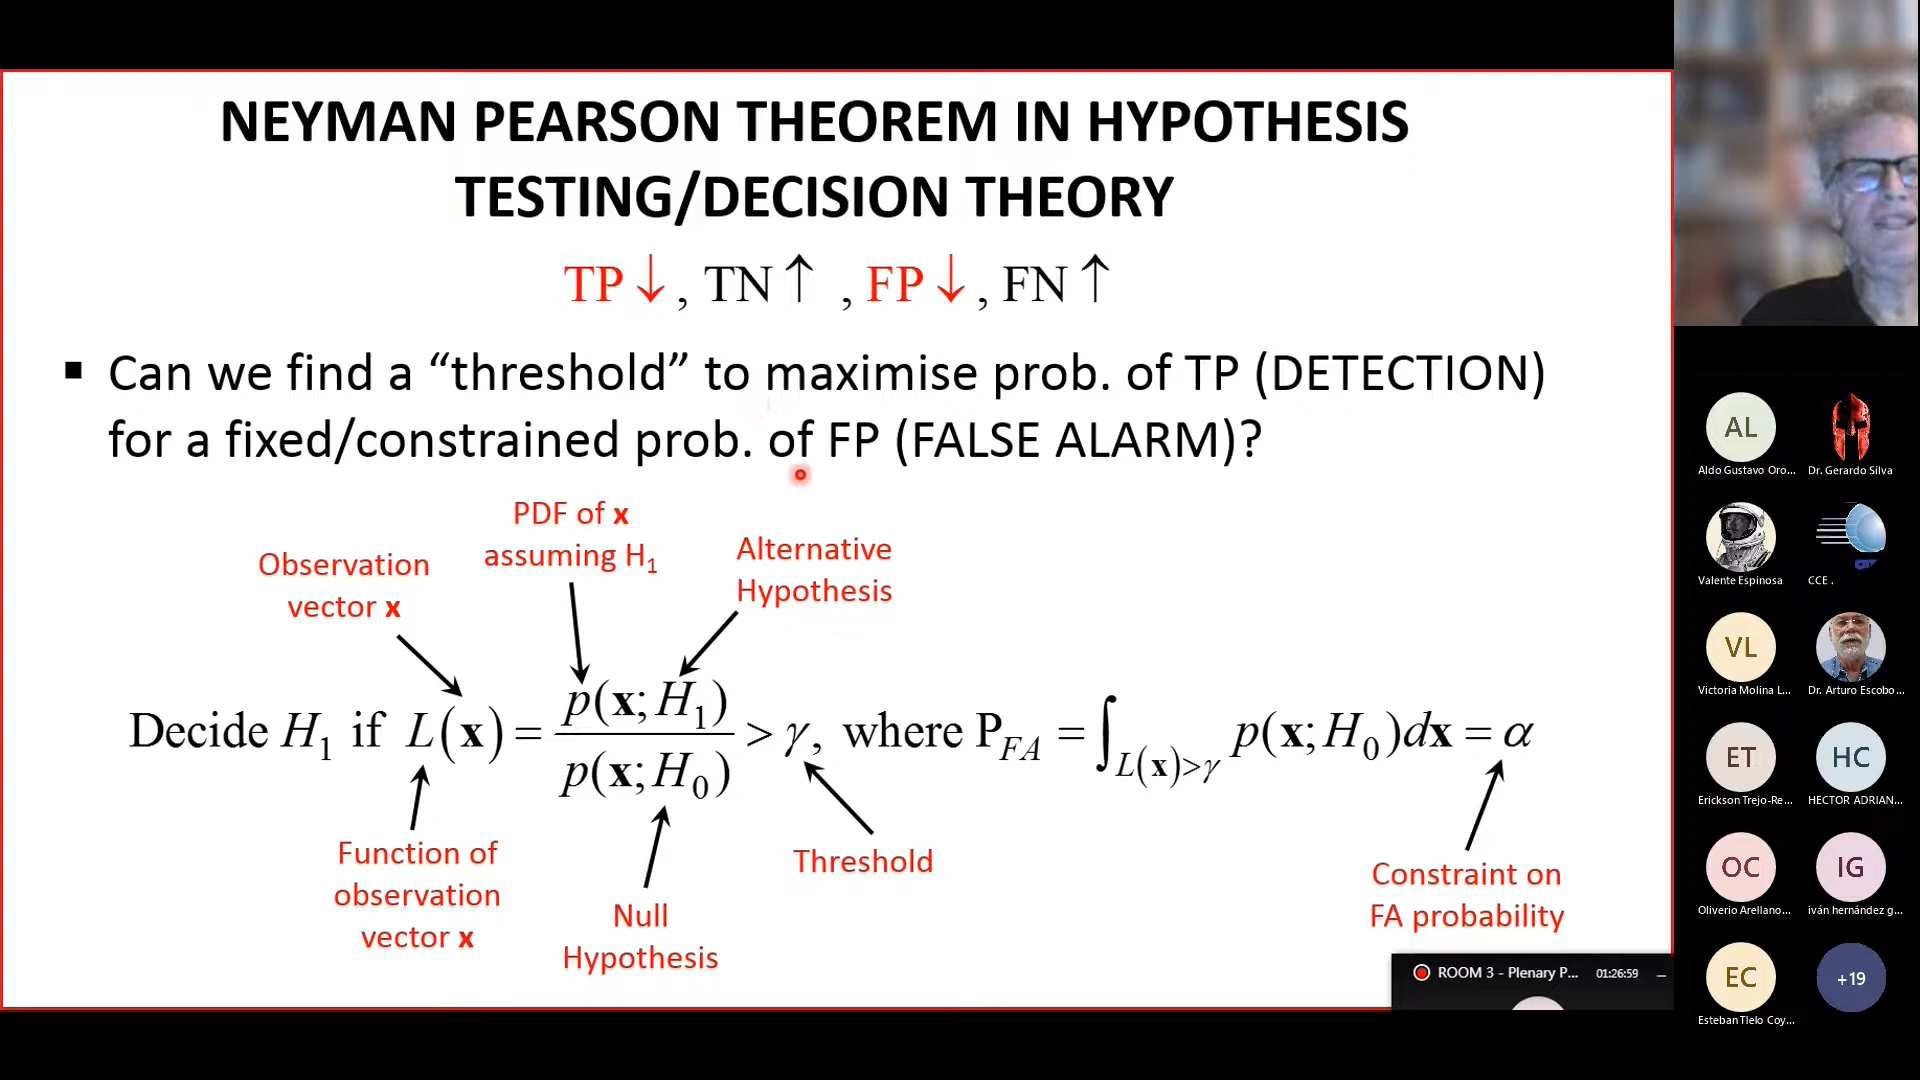 NEYMAN PEARSON THEOREM IN HYPOTHESIS
TESTING/DECISION THEORY
TP↓, TN↑ , FP↓, FN↑
▪ Can we find a “threshold” to maximise prob. of TP (DETECTION)
for a fixed/constrained prob. of FP (FALSE ALARM)?
PDF of x
assuming H₁
Alternative
Hypothesis
Observation
vector x
Decide H₁ if L(x) = p(x; H₁) / p(x; H₀) > γ, where P_FA = ∫_{L(x)>γ} p(x; H₀)dx = α
Function of
observation
vector x
Null
Hypothesis
Threshold
Constraint on
FA probability
ROOM 3 - Plenary P... 01:26:59
AL
Aldo Gustavo Oro...
Dr. Gerardo Silva
Valente Espinosa
CCE .
VL
Victoria Molina L...
Dr. Arturo Escobo...
ET
Erickson Trejo-Re...
HC
HECTOR ADRIAN...
OC
Oliverio Arellano...
IG
iván hernández g...
EC
Esteban Tlelo Coy...
+19